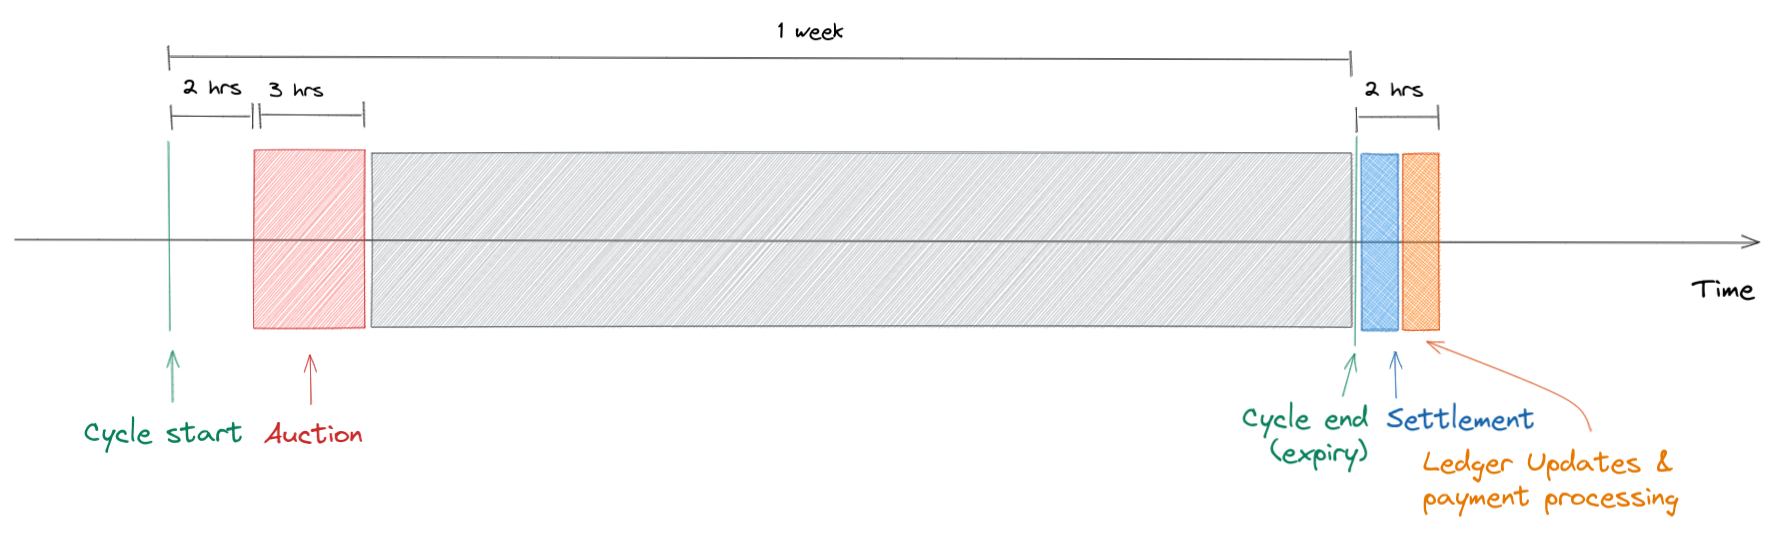 1 week
2 hrs
3 hrs
2 hrs
Time
Cycle start
Auction
Cycle end
(expiry)
Settlement
Ledger Updates &
payment processing